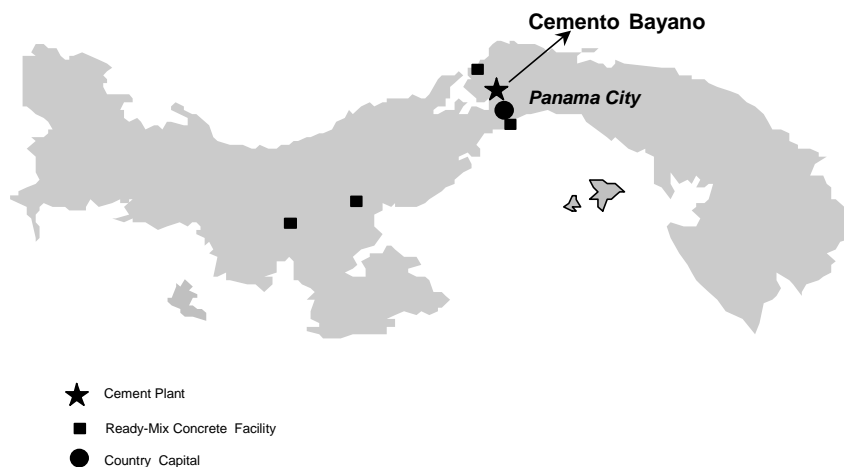 Cemento Bayano
Panama City
Cement Plant
Ready-Mix Concrete Facility
Country Capital